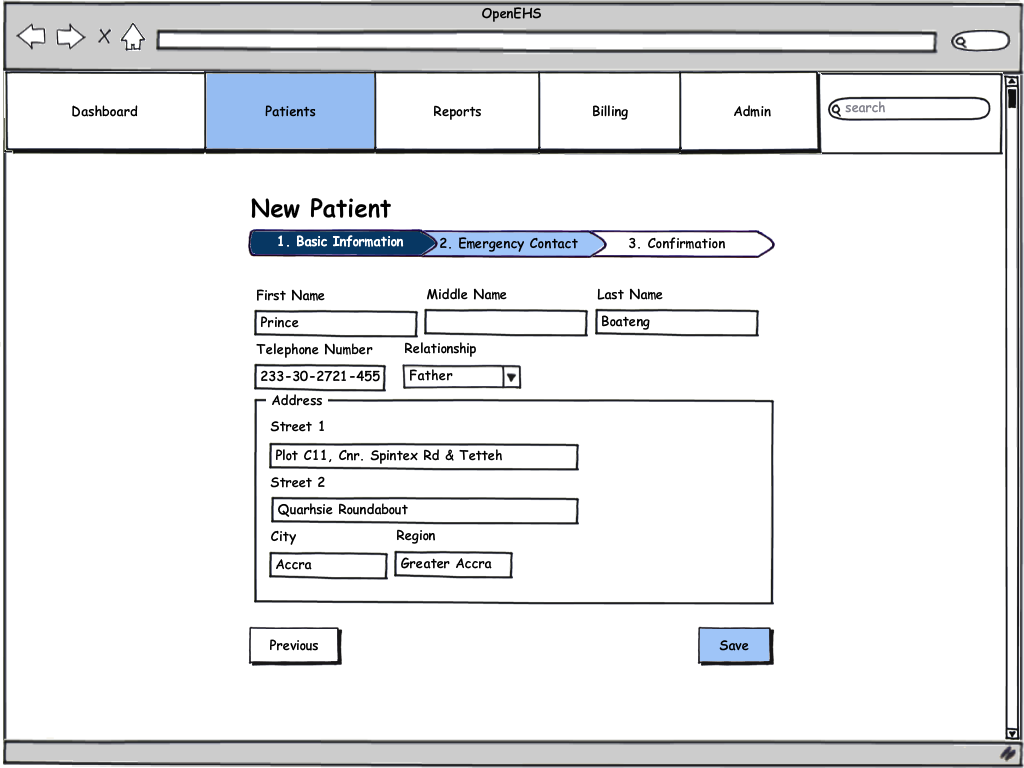 OpenEHS
Dashboard Patients Reports Billing Admin search
New Patient
1. Basic Information 2. Emergency Contact 3. Confirmation
First Name Middle Name Last Name
Prince Boateng
Telephone Number Relationship
233-30-2721-455 Father
Address
Street 1
Plot C11, Cnr. Spintex Rd & Tetteh
Street 2
Quarhsie Roundabout
City Region
Accra Greater Accra
Previous Save